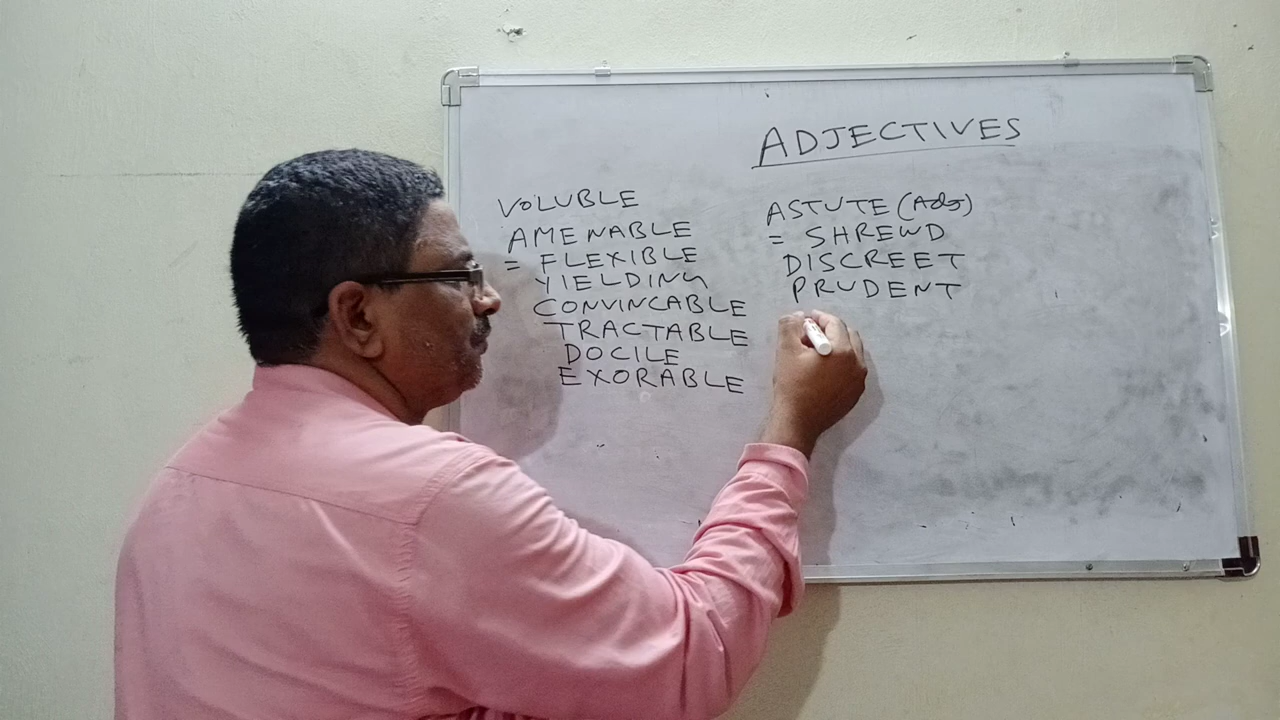 ADJECTIVES
VOLUBLE
AMENABLE
= FLEXIBLE
YIELDING
CONVINCABLE
TRACTABLE
DOCILE
EXORABLE
ASTUTE (Adj)
= SHREWD
DISCREET
PRUDENT